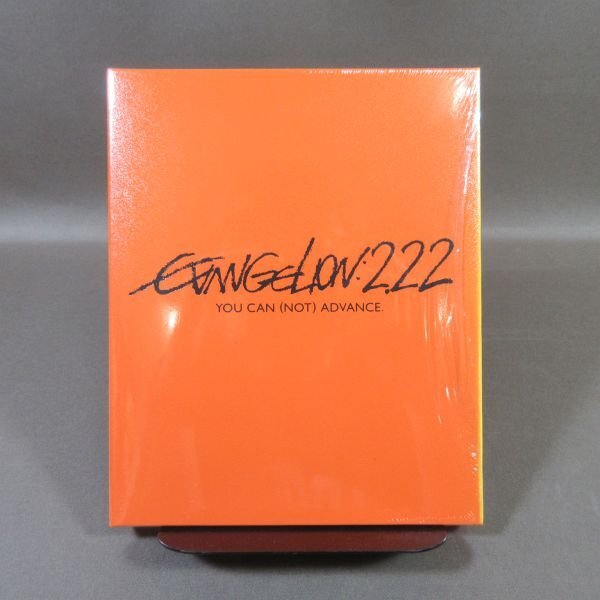 EVANGELION:2.22
YOU CAN (NOT) ADVANCE.